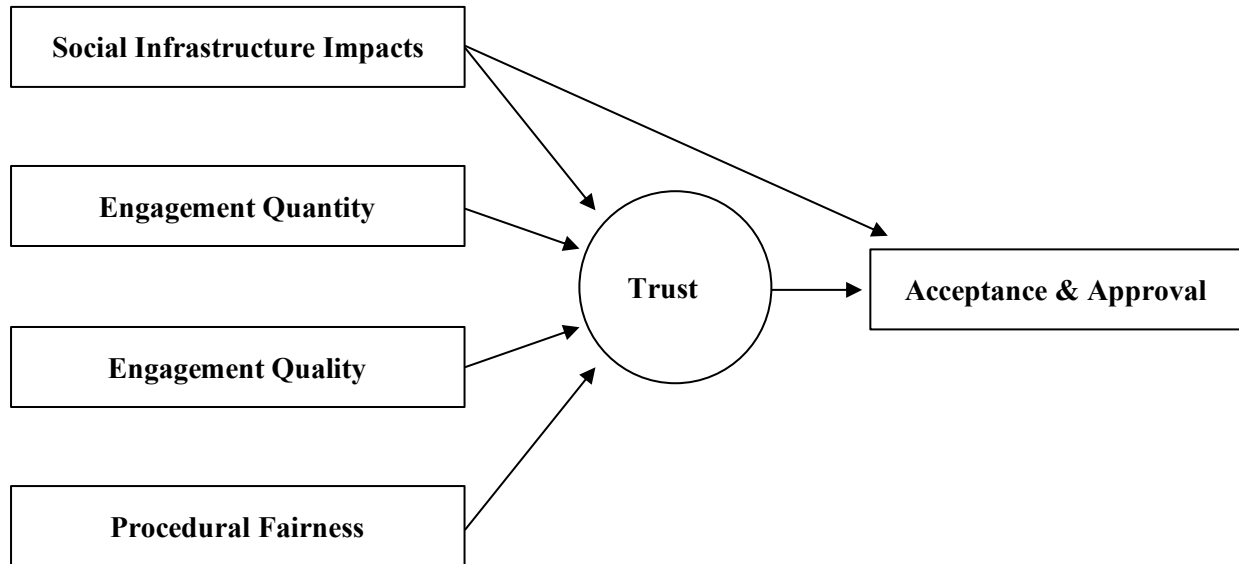 Social Infrastructure Impacts
Engagement Quantity
Trust
Acceptance & Approval
Engagement Quality
Procedural Fairness